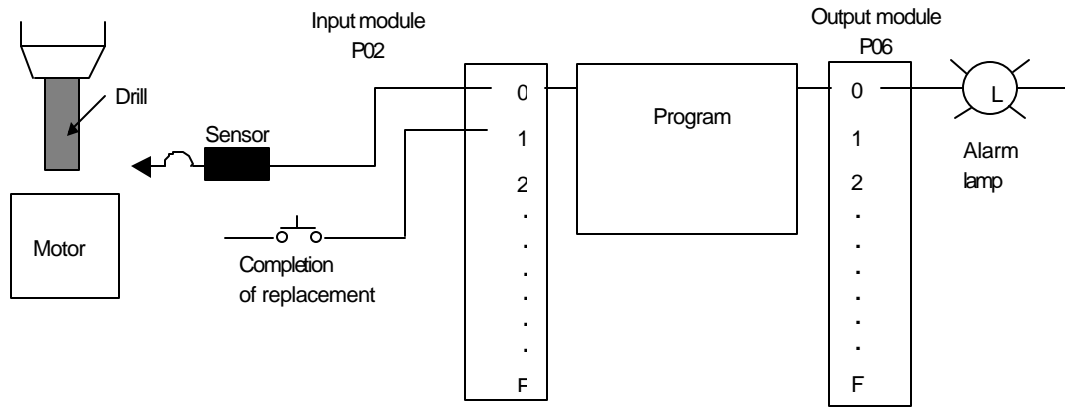 Input module
P02
Output module
P06
Drill
Sensor
Motor
Completion
of replacement
0
1
2
.
.
.
.
.
.
.
F
Program
0
1
2
.
.
.
.
.
.
.
F
L
Alarm
lamp